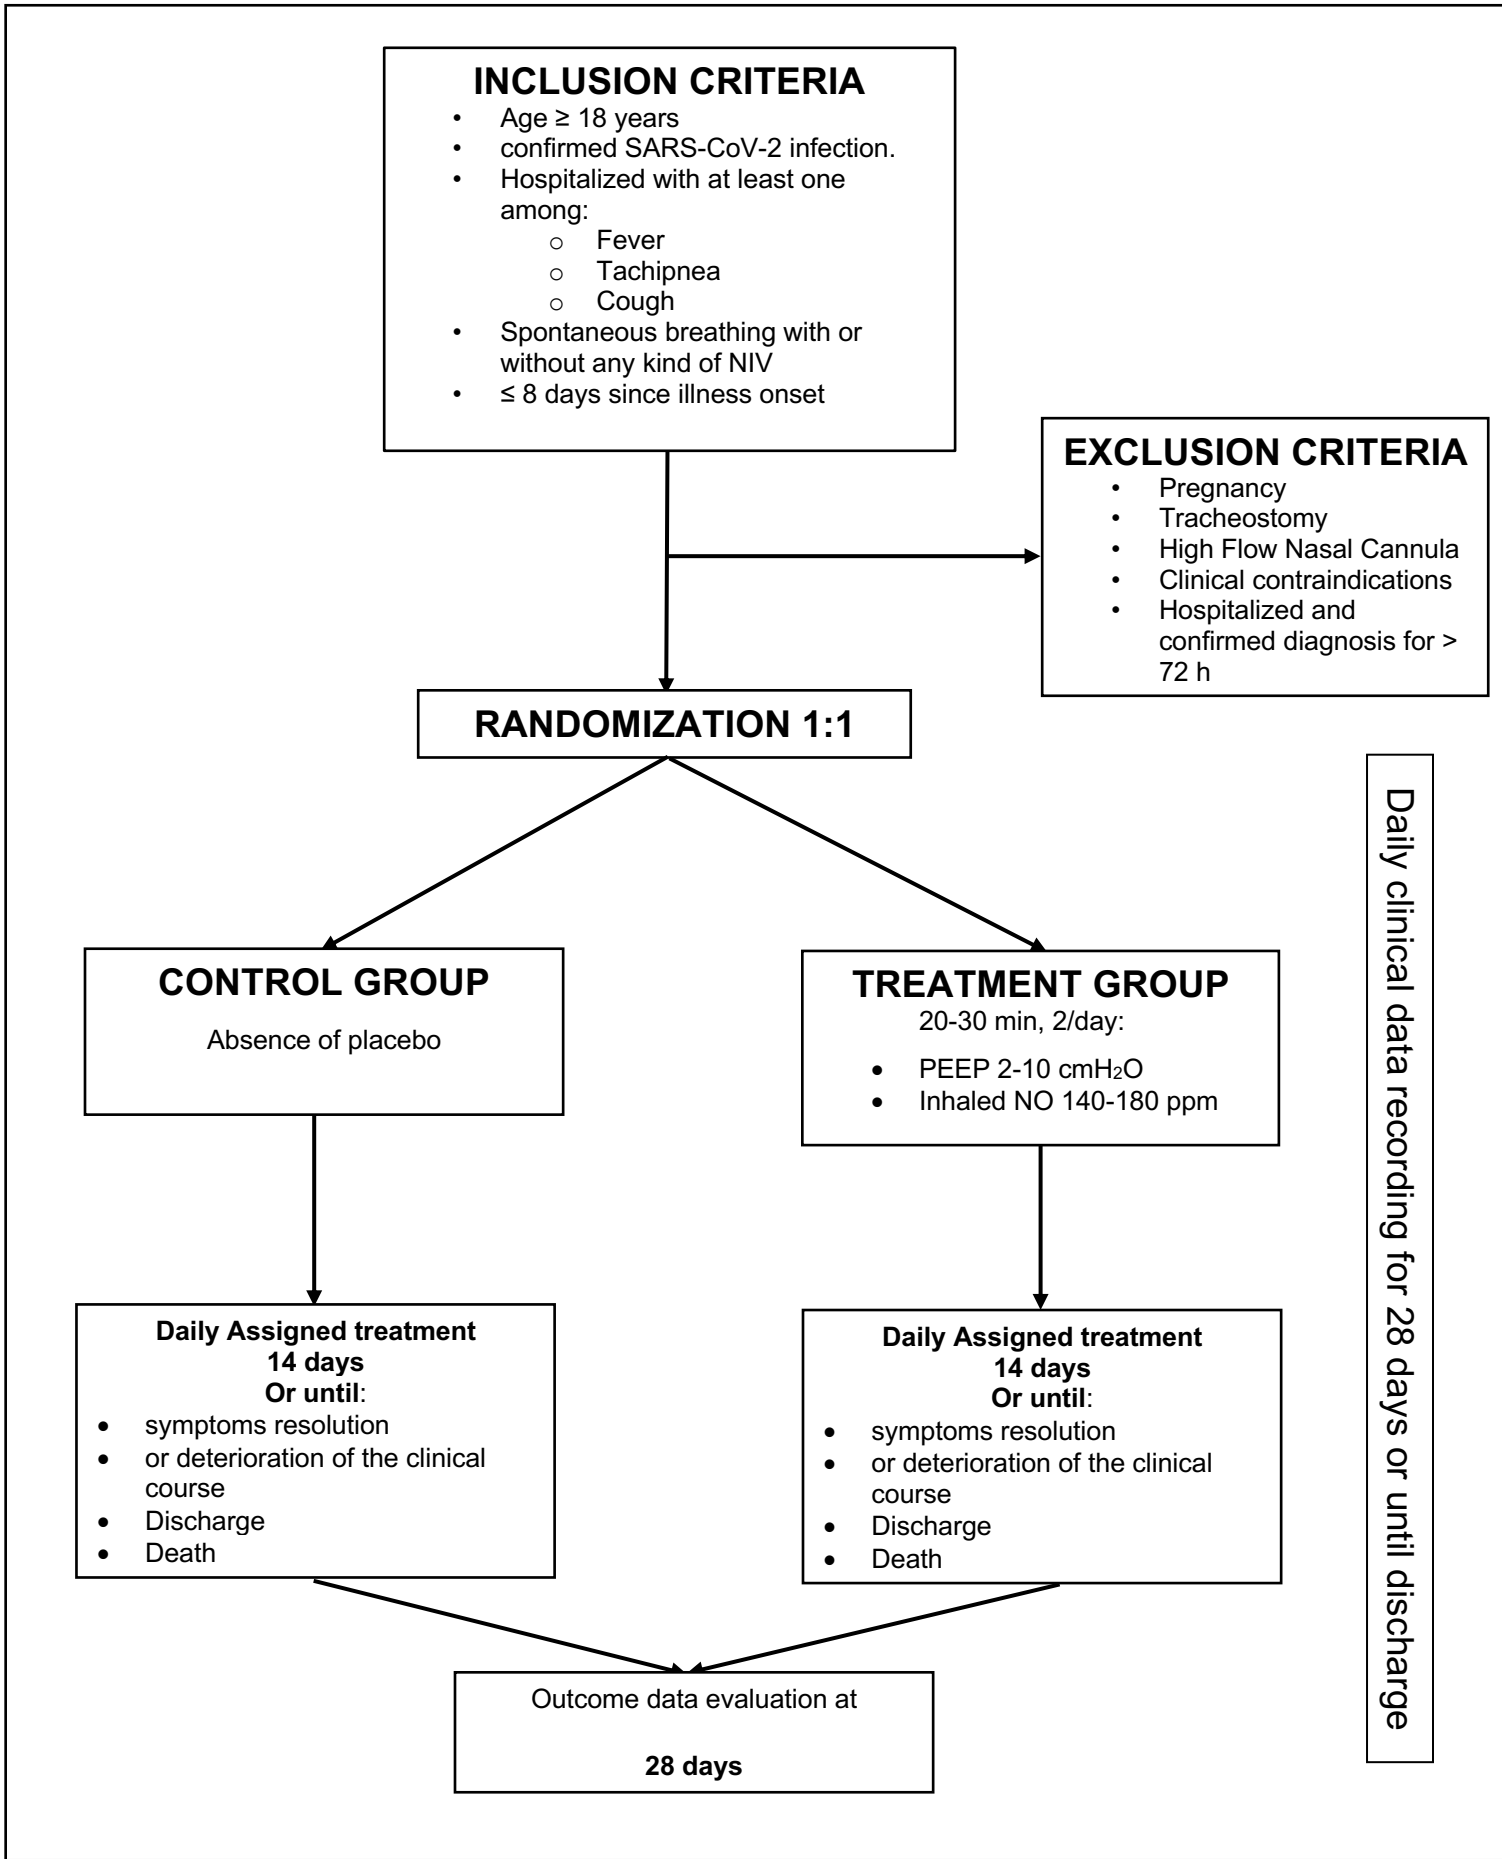 INCLUSION CRITERIA
• Age ≥ 18 years
• confirmed SARS-CoV-2 infection.
• Hospitalized with at least one
among:
o Fever
o Tachipnea
o Cough
• Spontaneous breathing with or
without any kind of NIV
• ≤ 8 days since illness onset
EXCLUSION CRITERIA
• Pregnancy
• Tracheostomy
• High Flow Nasal Cannula
• Clinical contraindications
• Hospitalized and
confirmed diagnosis for >
72 h
RANDOMIZATION 1:1
CONTROL GROUP
Absence of placebo
TREATMENT GROUP
20-30 min, 2/day:
• PEEP 2-10 cmH₂O
• Inhaled NO 140-180 ppm
Daily Assigned treatment
14 days
Or until:
• symptoms resolution
• or deterioration of the clinical
course
• Discharge
• Death
Daily Assigned treatment
14 days
Or until:
• symptoms resolution
• or deterioration of the clinical
course
• Discharge
• Death
Outcome data evaluation at
28 days
Daily clinical data recording for 28 days or until discharge